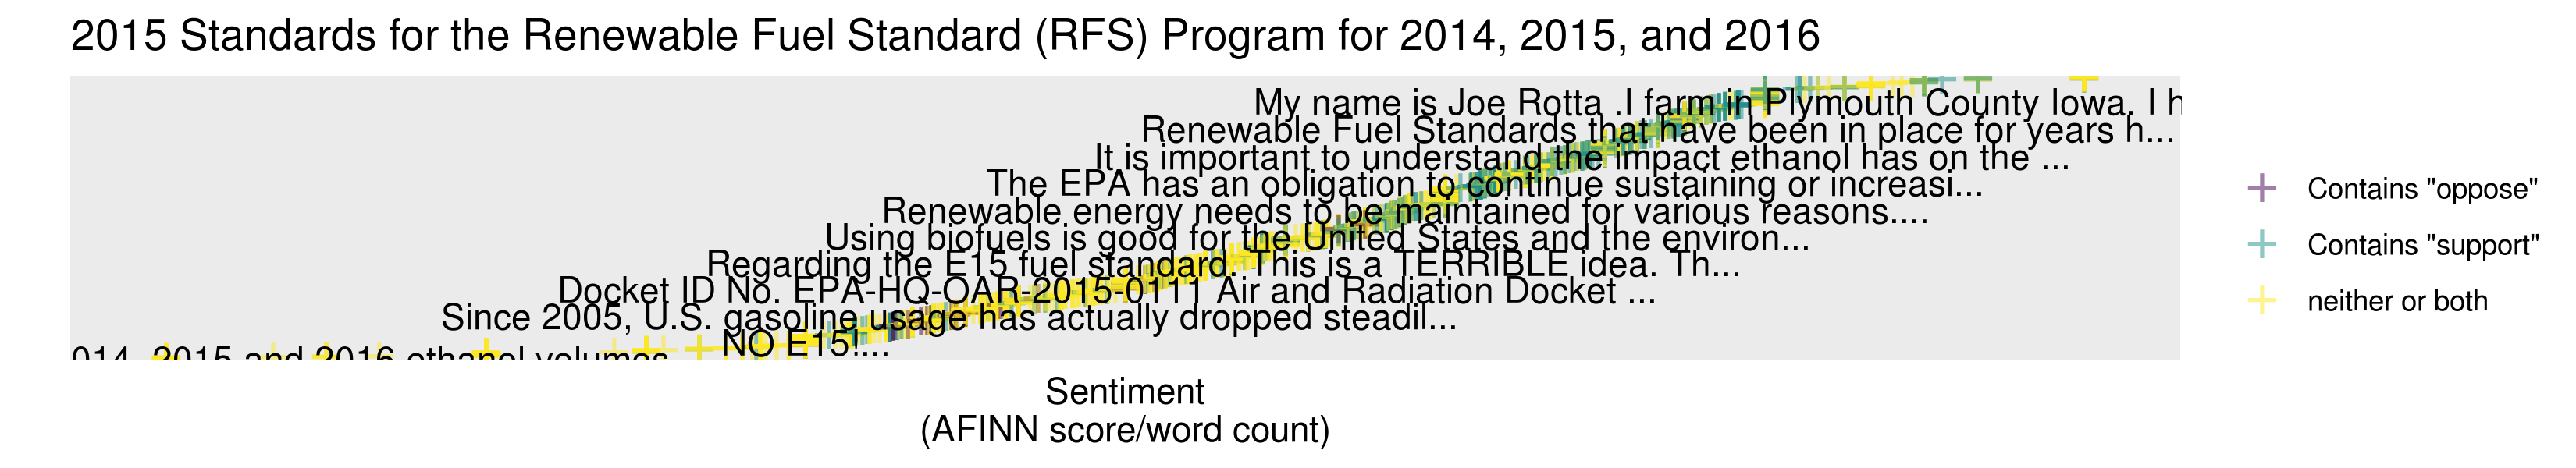 2015 Standards for the Renewable Fuel Standard (RFS) Program for 2014, 2015, and 2016
My name is Joe Rotta .I farm in Plymouth County Iowa. I h
Renewable Fuel Standards that have been in place for years h...
It is important to understand the impact ethanol has on the ...
The EPA has an obligation to continue sustaining or increasi...
Renewable energy needs to be maintained for various reasons....
Using biofuels is good for the United States and the environ...
Regarding the E15 fuel standard. This is a TERRIBLE idea. Th...
Docket ID No. EPA-HQ-OAR-2015-0111 Air and Radiation Docket ...
Since 2005, U.S. gasoline usage has actually dropped steadil...
NO E15!...
014, 2015 and 2016 ethanol volumes
Contains "oppose"
Contains "support"
neither or both
Sentiment
(AFINN score/word count)